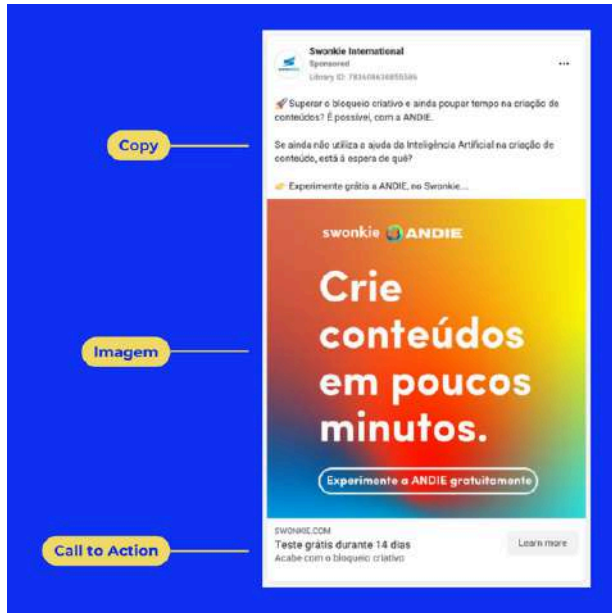 Swonkie International
Sponsored
Library ID:
🚀 Superar o bloqueio criativo e ainda poupar tempo na criação de
conteúdos? É possível, com a ANDIE.
Copy
Se ainda não utiliza a ajuda da Inteligência Artificial na criação de
conteúdo, está à espera de quê?
👉 Experimente grátis a ANDIE, no Swonkie...
swonkie ANDIE
Crie
conteúdos
Imagem
em poucos
minutos.
Experimente a ANDIE gratuitamente
SWONKIE.COM
Teste grátis durante 14 dias
Learn more
Call to Action
Acabe com o bloqueio criativo